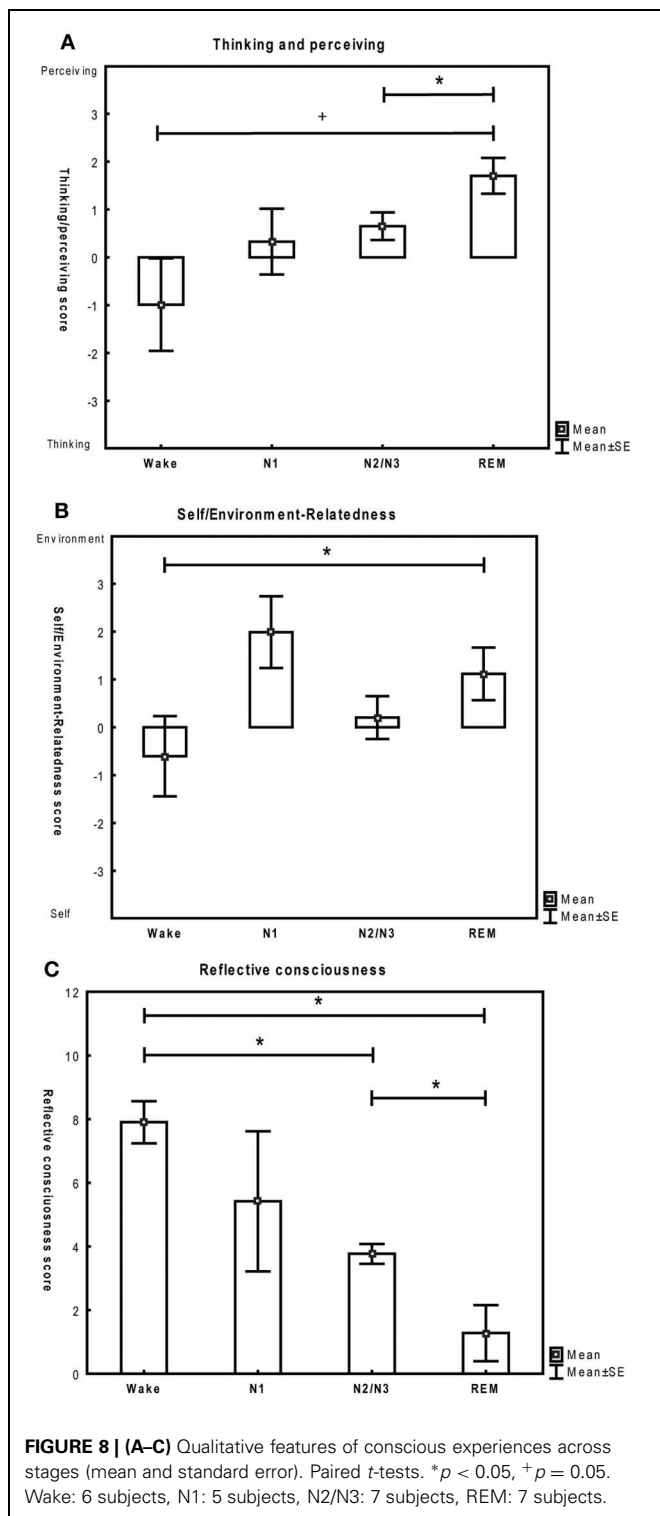 A
Thinking and perceiving
Perceiving
*
3
+
2
1
0
-1
-2
-3
Thinking/perceiving score
Thinking
Mean
Mean±SE
Wake N1 N2/N3 REM
B
Self/Environment-Relatedness
Environment
*
3
2
1
0
-1
-2
-3
Self/Environment-Relatedness score
Self
Mean
Mean±SE
Wake N1 N2/N3 REM
C
Reflective consciousness
12
*
10
*
*
8
6
4
2
0
Reflective consciuosness score
Mean
Mean±SE
Wake N1 N2/N3 REM
FIGURE 8 | (A–C) Qualitative features of conscious experiences across
stages (mean and standard error). Paired t-tests. *p < 0.05, +p = 0.05.
Wake: 6 subjects, N1: 5 subjects, N2/N3: 7 subjects, REM: 7 subjects.